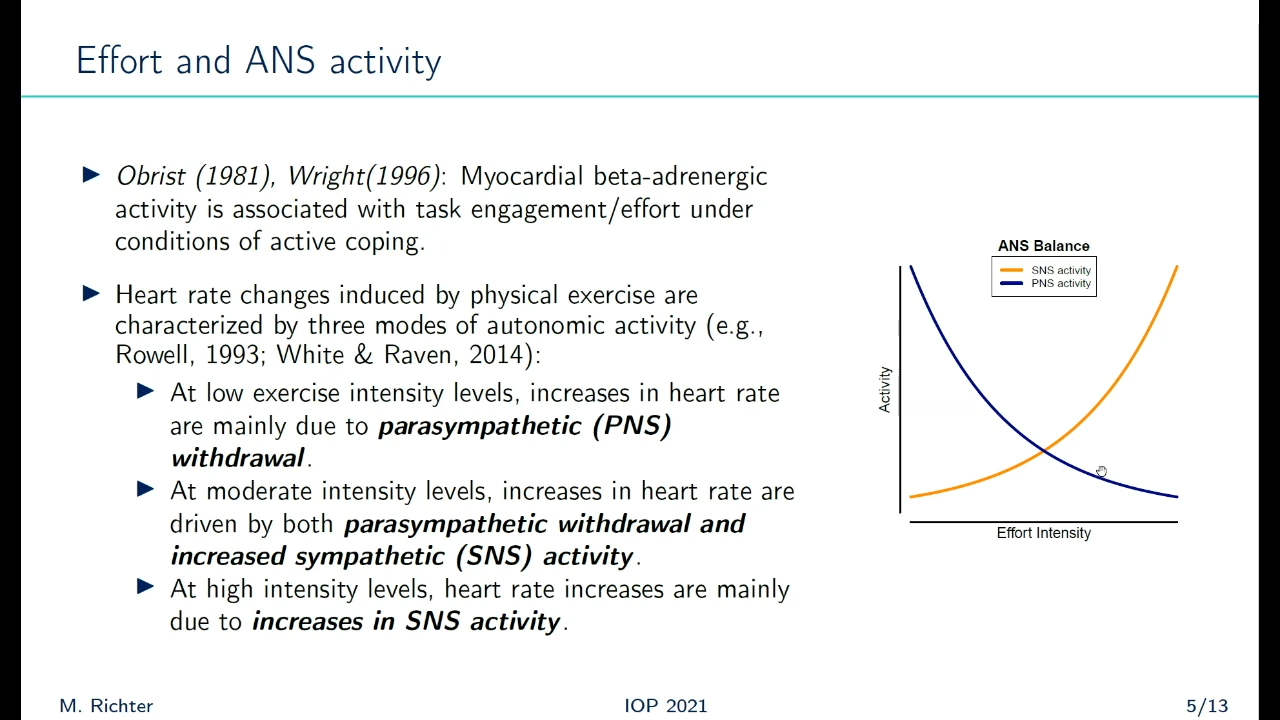 Effort and ANS activity
Obrist (1981), Wright(1996): Myocardial beta-adrenergic
activity is associated with task engagement/effort under
conditions of active coping.
Heart rate changes induced by physical exercise are
characterized by three modes of autonomic activity (e.g.,
Rowell, 1993; White & Raven, 2014):
At low exercise intensity levels, increases in heart rate
are mainly due to parasympathetic (PNS)
withdrawal.
At moderate intensity levels, increases in heart rate are
driven by both parasympathetic withdrawal and
increased sympathetic (SNS) activity.
At high intensity levels, heart rate increases are mainly
due to increases in SNS activity.
ANS Balance
SNS activity
PNS activity
Activity
Effort Intensity
M. Richter
IOP 2021
5/13